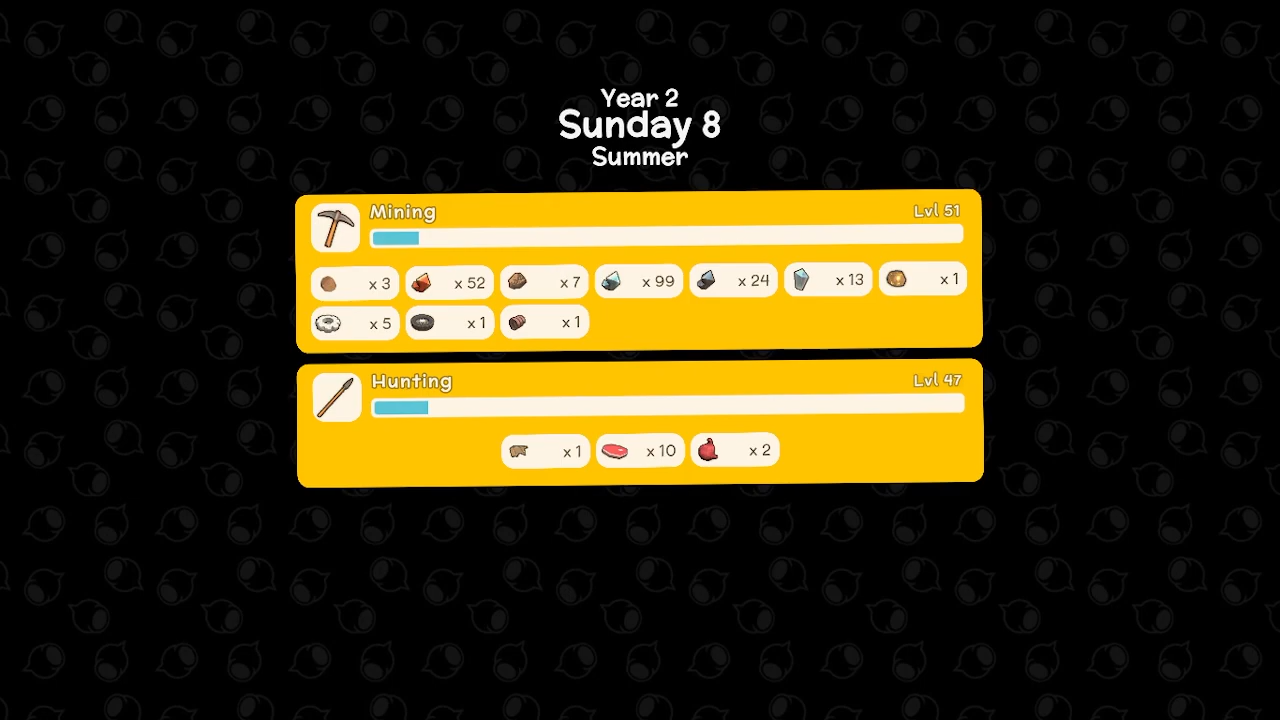 Year 2
Sunday 8
Summer
Mining Lvl 51
x 3 x 52 x 7 x 99 x 24 x 13 x 1
x 5 x 1 x 1
Hunting Lvl 47
x 1 x 10 x 2